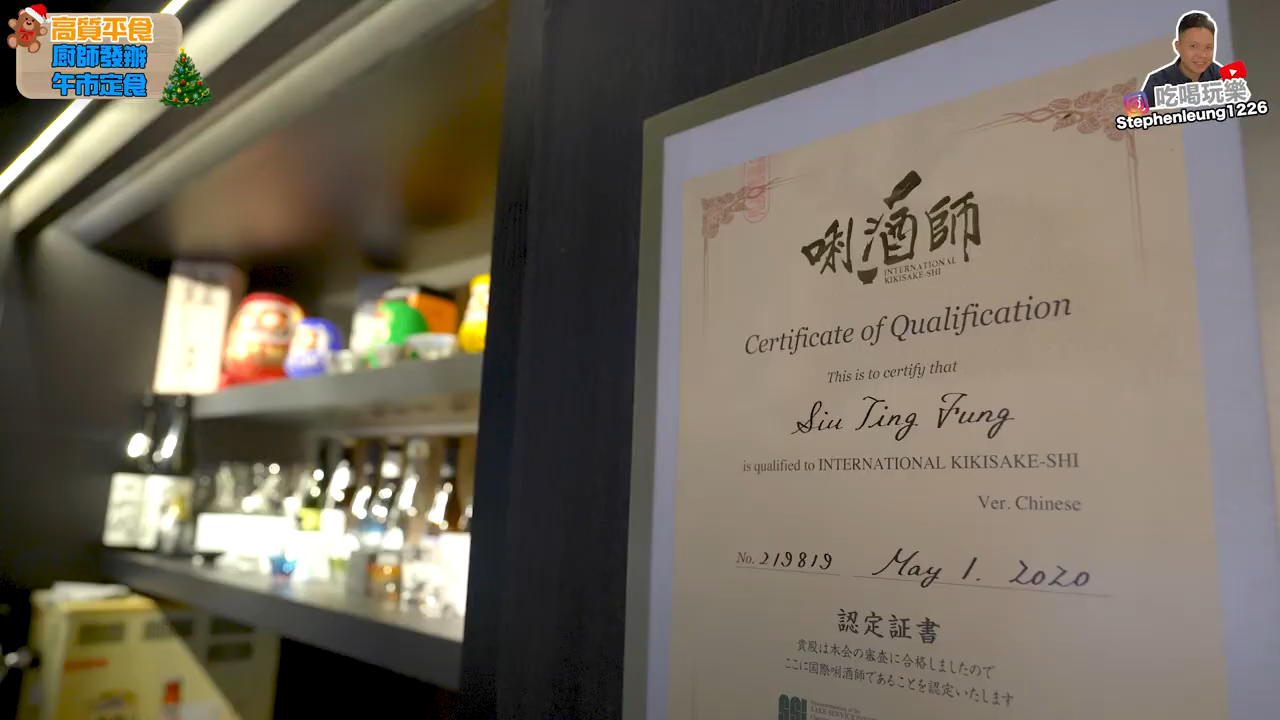 高質平食
廚師發辦
午市定食
吃喝玩樂
Stephenleung1226
唎酒師
INTERNATIONAL
KIKISAKE-SHI
Certificate of Qualification
This is to certify that
Siu Ting Fung
is qualified to INTERNATIONAL KIKISAKE-SHI
Ver. Chinese
No. 219819 May 1. 2020
認定証書
貴殿は本会の審査に合格しましたので
ここに国際唎酒師であることを認定いたします
SSI